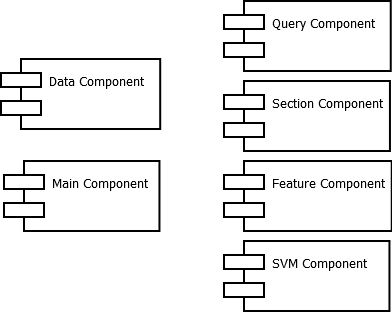 Query Component
Data Component
Section Component
Main Component
Feature Component
SVM Component